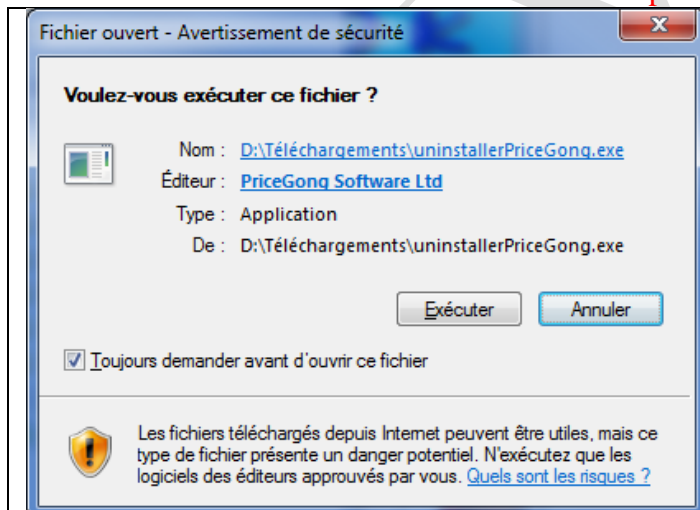 Fichier ouvert - Avertissement de sécurité
Voulez-vous exécuter ce fichier ?
Nom : D:\Téléchargements\uninstallerPriceGong.exe
Éditeur : PriceGong Software Ltd
Type : Application
De : D:\Téléchargements\uninstallerPriceGong.exe
Exécuter Annuler
Toujours demander avant d'ouvrir ce fichier
Les fichiers téléchargés depuis Internet peuvent être utiles, mais ce
type de fichier présente un danger potentiel. N'exécutez que les
logiciels des éditeurs approuvés par vous. Quels sont les risques ?